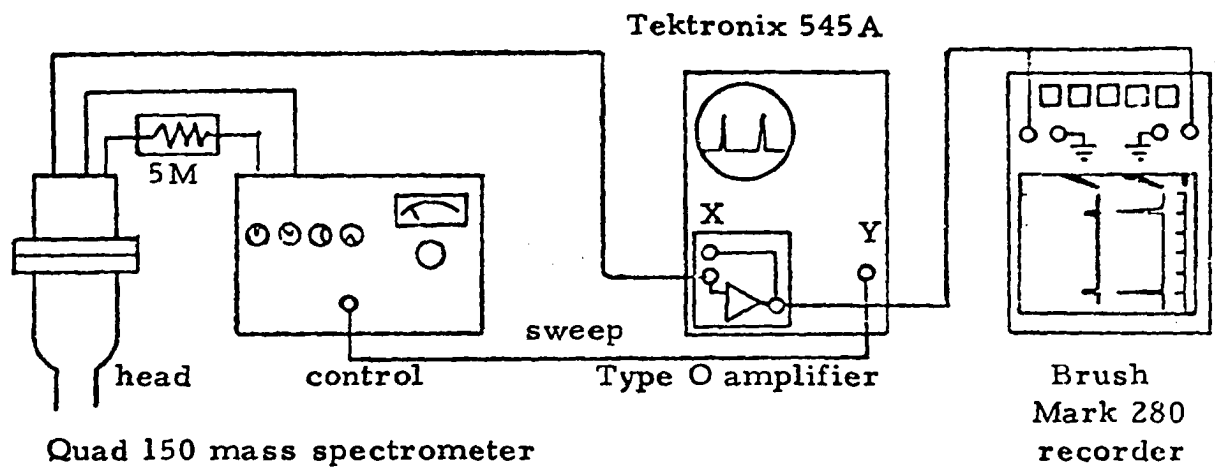 Tektronix 545A
5M
X
Y
sweep
head
control
Type O amplifier
Brush
Mark 280
recorder
Quad 150 mass spectrometer